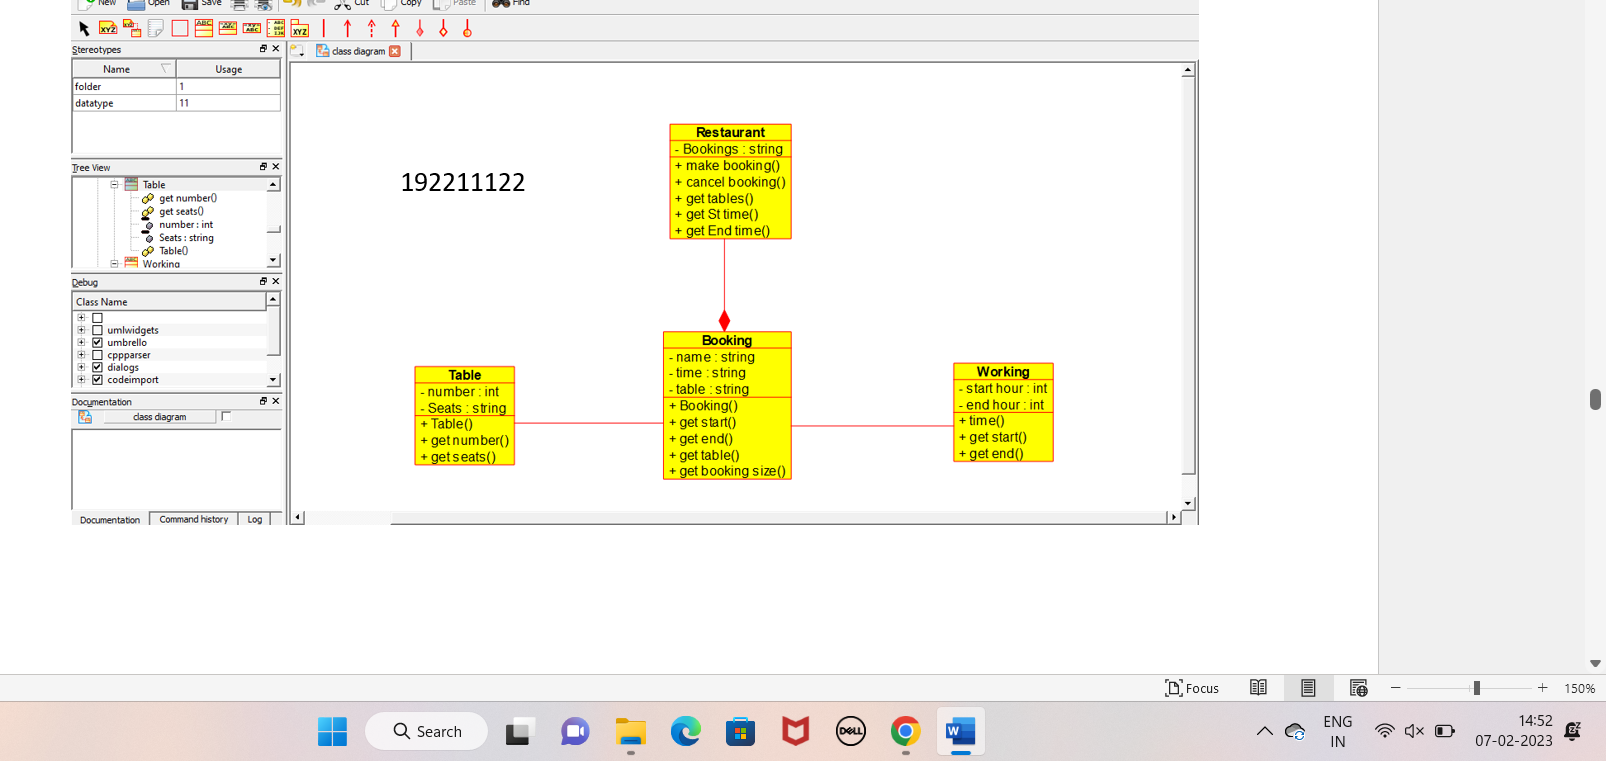 New Open Save Cut Copy Paste Find
Stereotypes
Name Usage
folder 1
datatype 11
Tree View
Table
get number()
get seats()
number : int
Seats : string
Table()
Working
Debug
Class Name
umlwidgets
umbrello
cppparser
dialogs
codeimport
Documentation
class diagram
Documentation Command history Log
class diagram
192211122
Restaurant
- Bookings : string
+ make booking()
+ cancel booking()
+ get tables()
+ get St time()
+ get End time()
Table
- number : int
- Seats : string
+ Table()
+ get number()
+ get seats()
Booking
- name : string
- time : string
- table : string
+ Booking()
+ get start()
+ get end()
+ get table()
+ get booking size()
Working
- start hour : int
- end hour : int
+ time()
+ get start()
+ get end()
Focus
150%
Search
DELL
W
ENG
IN
14:52
07-02-2023